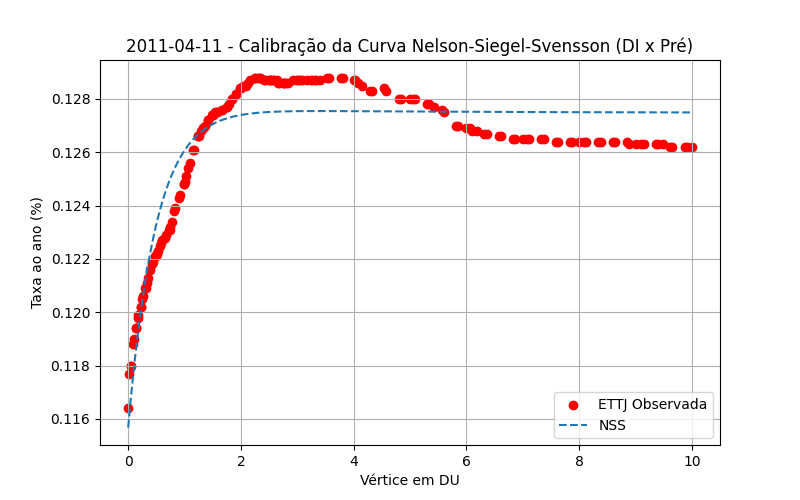 2011-04-11 - Calibração da Curva Nelson-Siegel-Svensson (DI x Pré)
Taxa ao ano (%)
0.128
0.126
0.124
0.122
0.120
0.118
0.116
ETTJ Observada
NSS
0 2 4 6 8 10
Vértice em DU